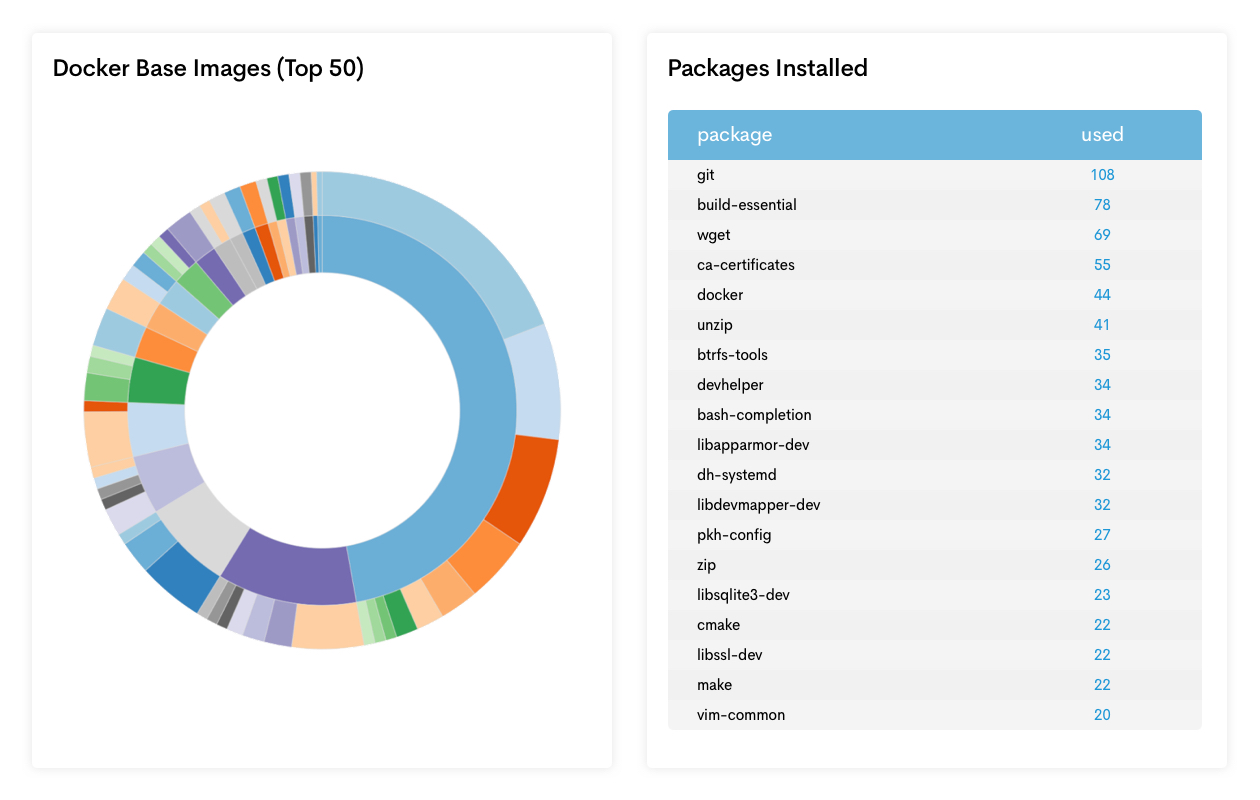 Docker Base Images (Top 50)
Packages Installed
package used
git 108
build-essential 78
wget 69
ca-certificates 55
docker 44
unzip 41
btrfs-tools 35
devhelper 34
bash-completion 34
libapparmor-dev 34
dh-systemd 32
libdevmapper-dev 32
pkh-config 27
zip 26
libsqlite3-dev 23
cmake 22
libssl-dev 22
make 22
vim-common 20